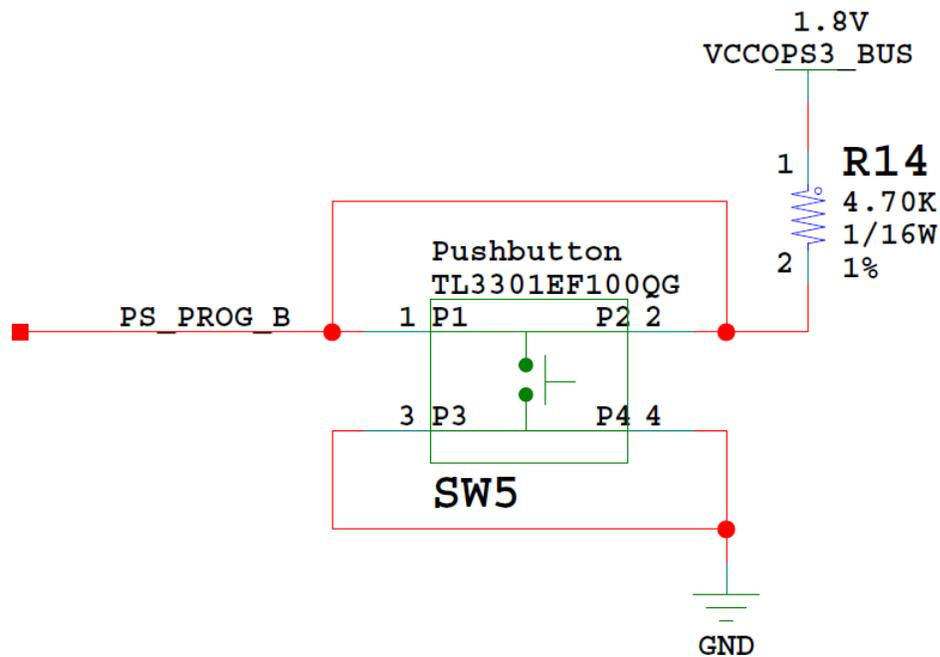 1.8V
VCCOPS3_BUS
1
R14
4.70K
1/16W
2
1%
Pushbutton
TL3301EF100QG
PS_PROG_B
1 P1 P2 2
3 P3 P4 4
SW5
GND